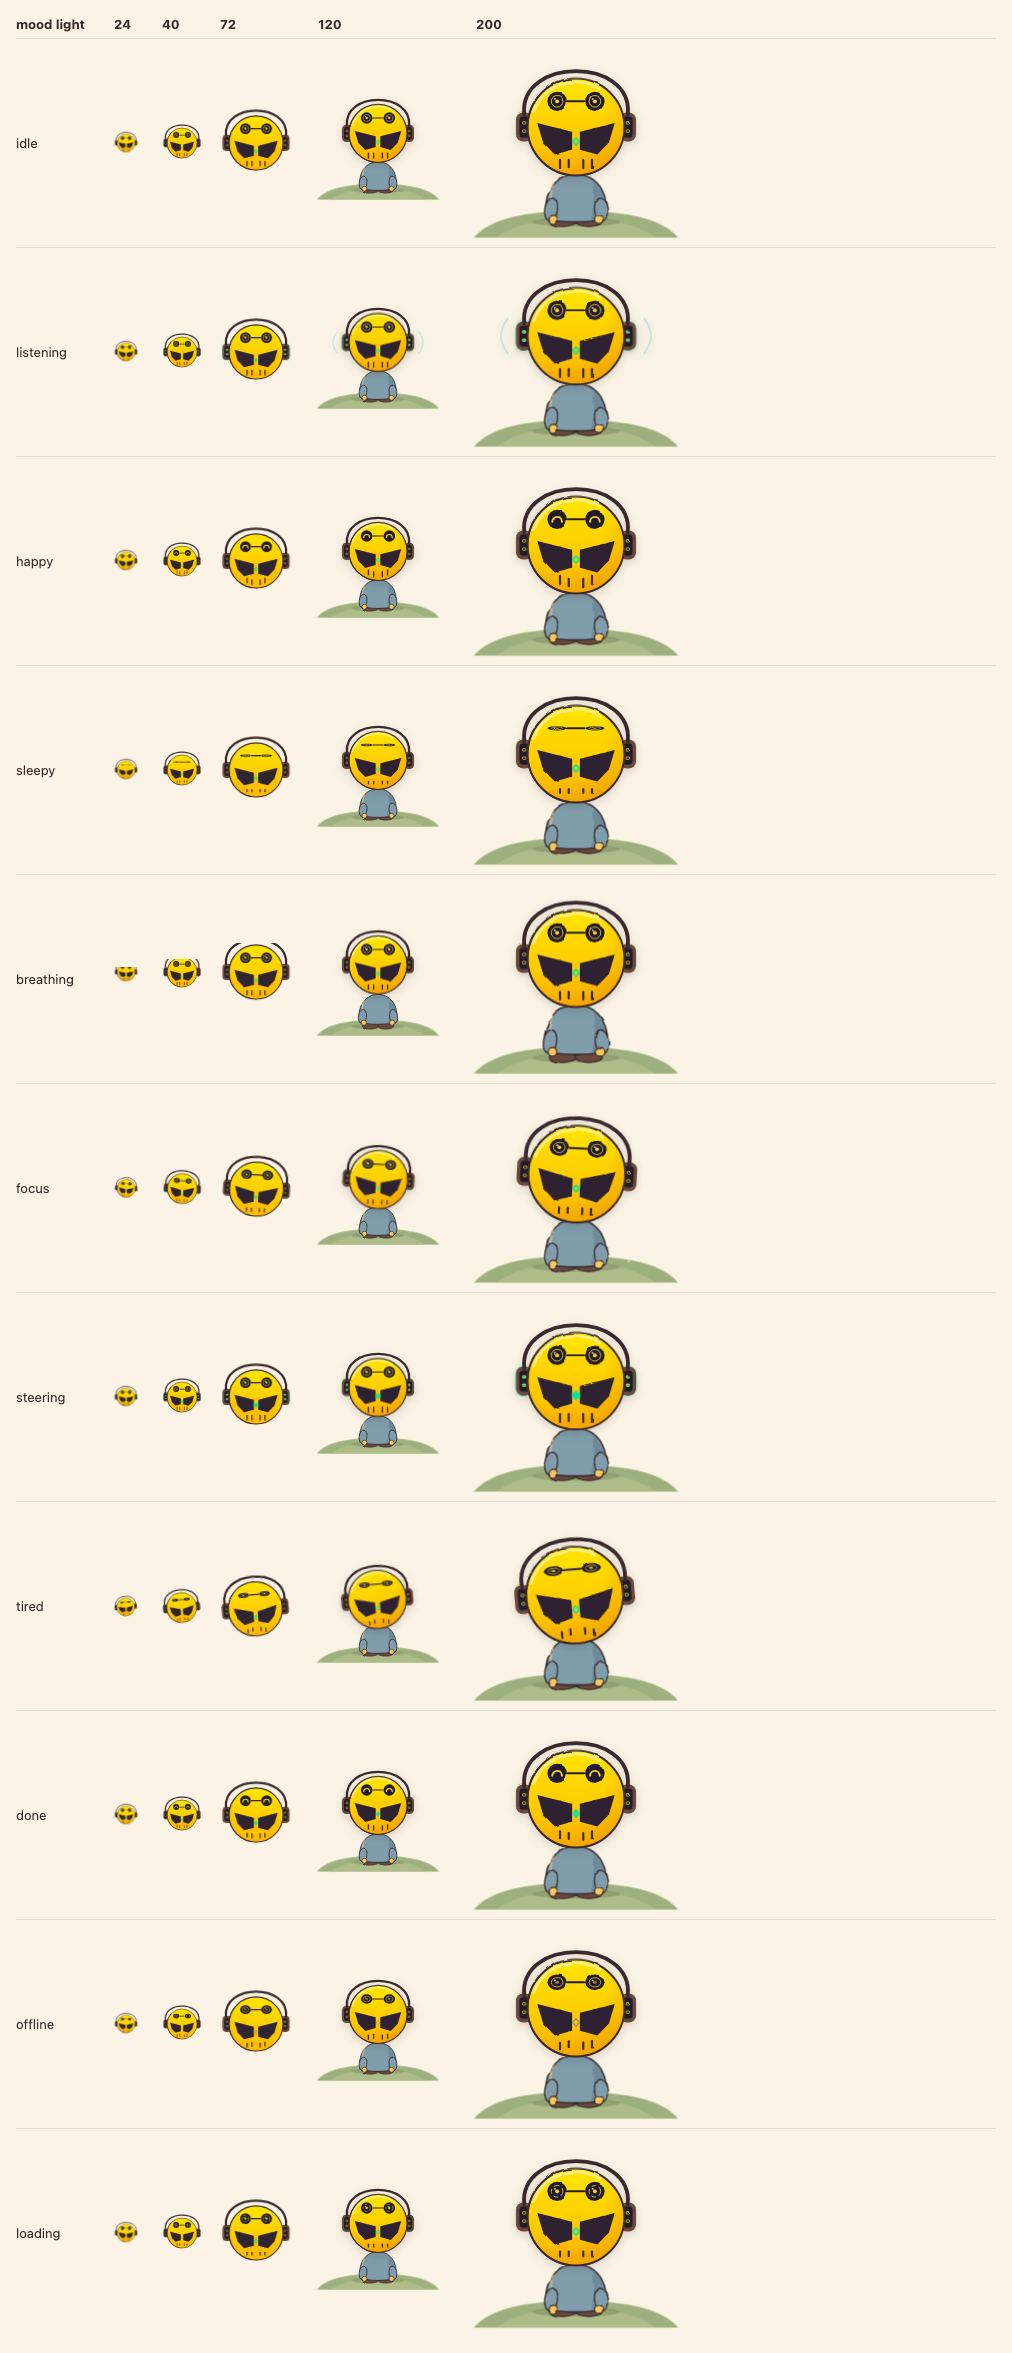 mood light 24 40 72 120 200
idle
listening
happy
sleepy
breathing
focus
steering
tired
done
offline
loading